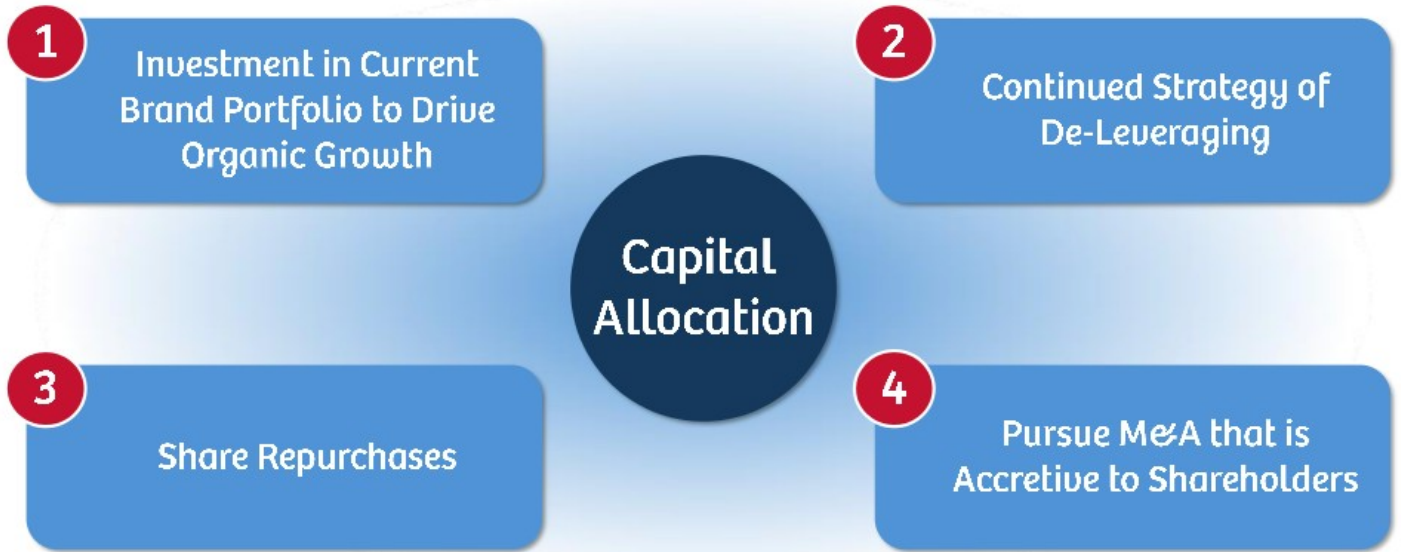 1
Investment in Current
Brand Portfolio to Drive
Organic Growth
2
Continued Strategy of
De-Leveraging
Capital
Allocation
3
Share Repurchases
4
Pursue M&A that is
Accretive to Shareholders